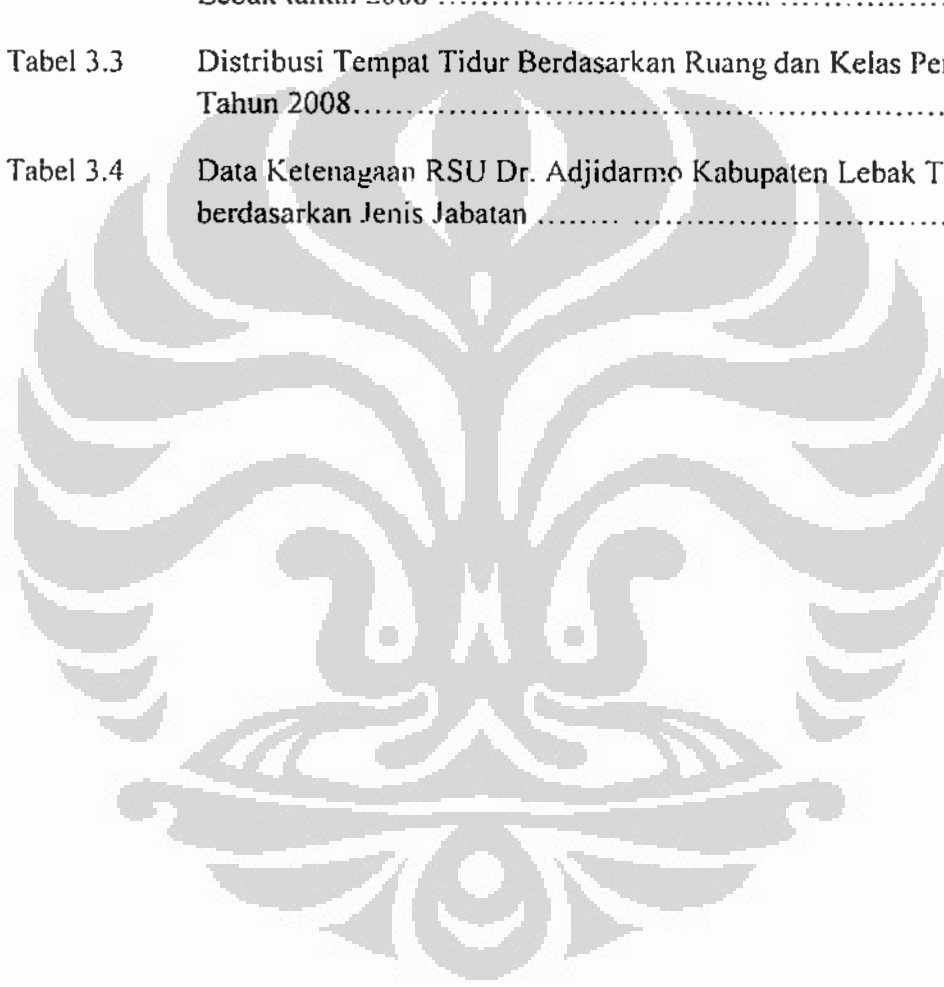 Tabel 3.3 Distribusi Tempat Tidur Berdasarkan Ruang dan Kelas
Tahun 2008....................................................................
Tabel 3.4 Data Ketenagaan RSU Dr. Adjidarmo Kabupaten Lebak
berdasarkan Jenis Jabatan ........ ........................................